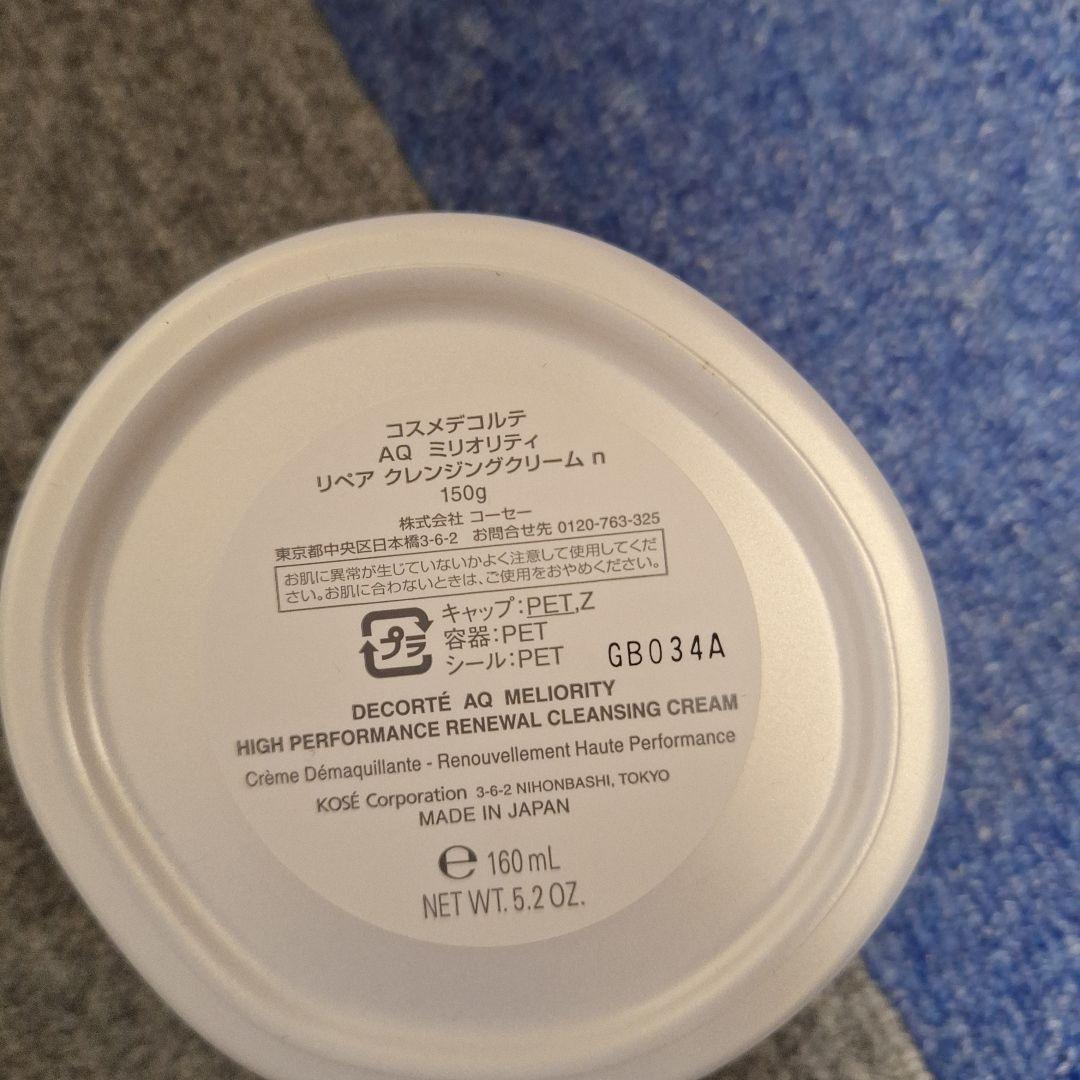 コスメデコルテ
AQ ミリオリティ
リペア クレンジングクリーム n
150g
株式会社 コーセー
東京都中央区日本橋3-6-2 お問合せ先 0120-763-325
お肌に異常が生じていないかよく注意して使用してくだ
さい。お肌に合わないときは、ご使用をおやめください。
プラ
キャップ:PET,Z
容器:PET
シール:PET
GB034A
DECORTÉ AQ MELIORITY
HIGH PERFORMANCE RENEWAL CLEANSING CREAM
Crème Démaquillante - Renouvellement Haute Performance
KOSÉ Corporation 3-6-2 NIHONBASHI, TOKYO
MADE IN JAPAN
℮ 160 mL
NET WT. 5.2 OZ.